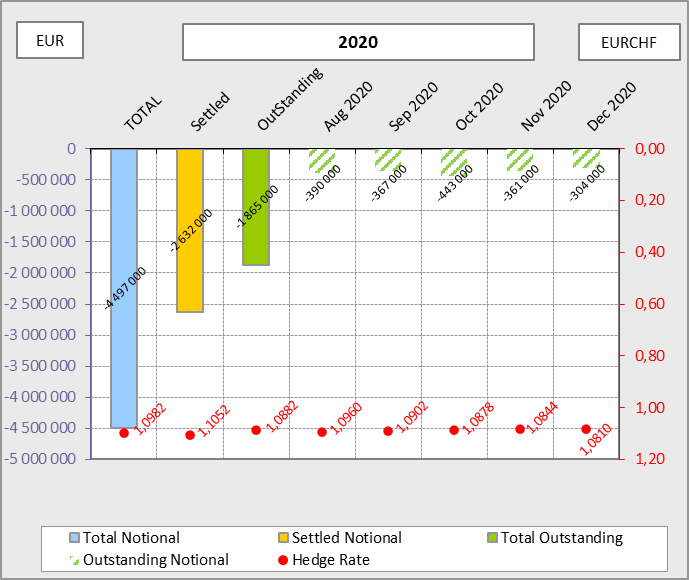 EUR
2020
EURCHF
TOTAL
Settled
OutStanding
Aug 2020
Sep 2020
Oct 2020
Nov 2020
Dec 2020
0
-500 000
-1 000 000
-1 500 000
-2 000 000
-2 500 000
-3 000 000
-3 500 000
-4 000 000
-4 500 000
-5 000 000
-4 497 000
-2 632 000
-1 865 000
-390 000
-367 000
-443 000
-361 000
-304 000
1,0982
1,1052
1,0882
1,0960
1,0902
1,0878
1,0844
1,0810
0,00
0,20
0,40
0,60
0,80
1,00
1,20
Total Notional
Settled Notional
Total Outstanding
Outstanding Notional
Hedge Rate